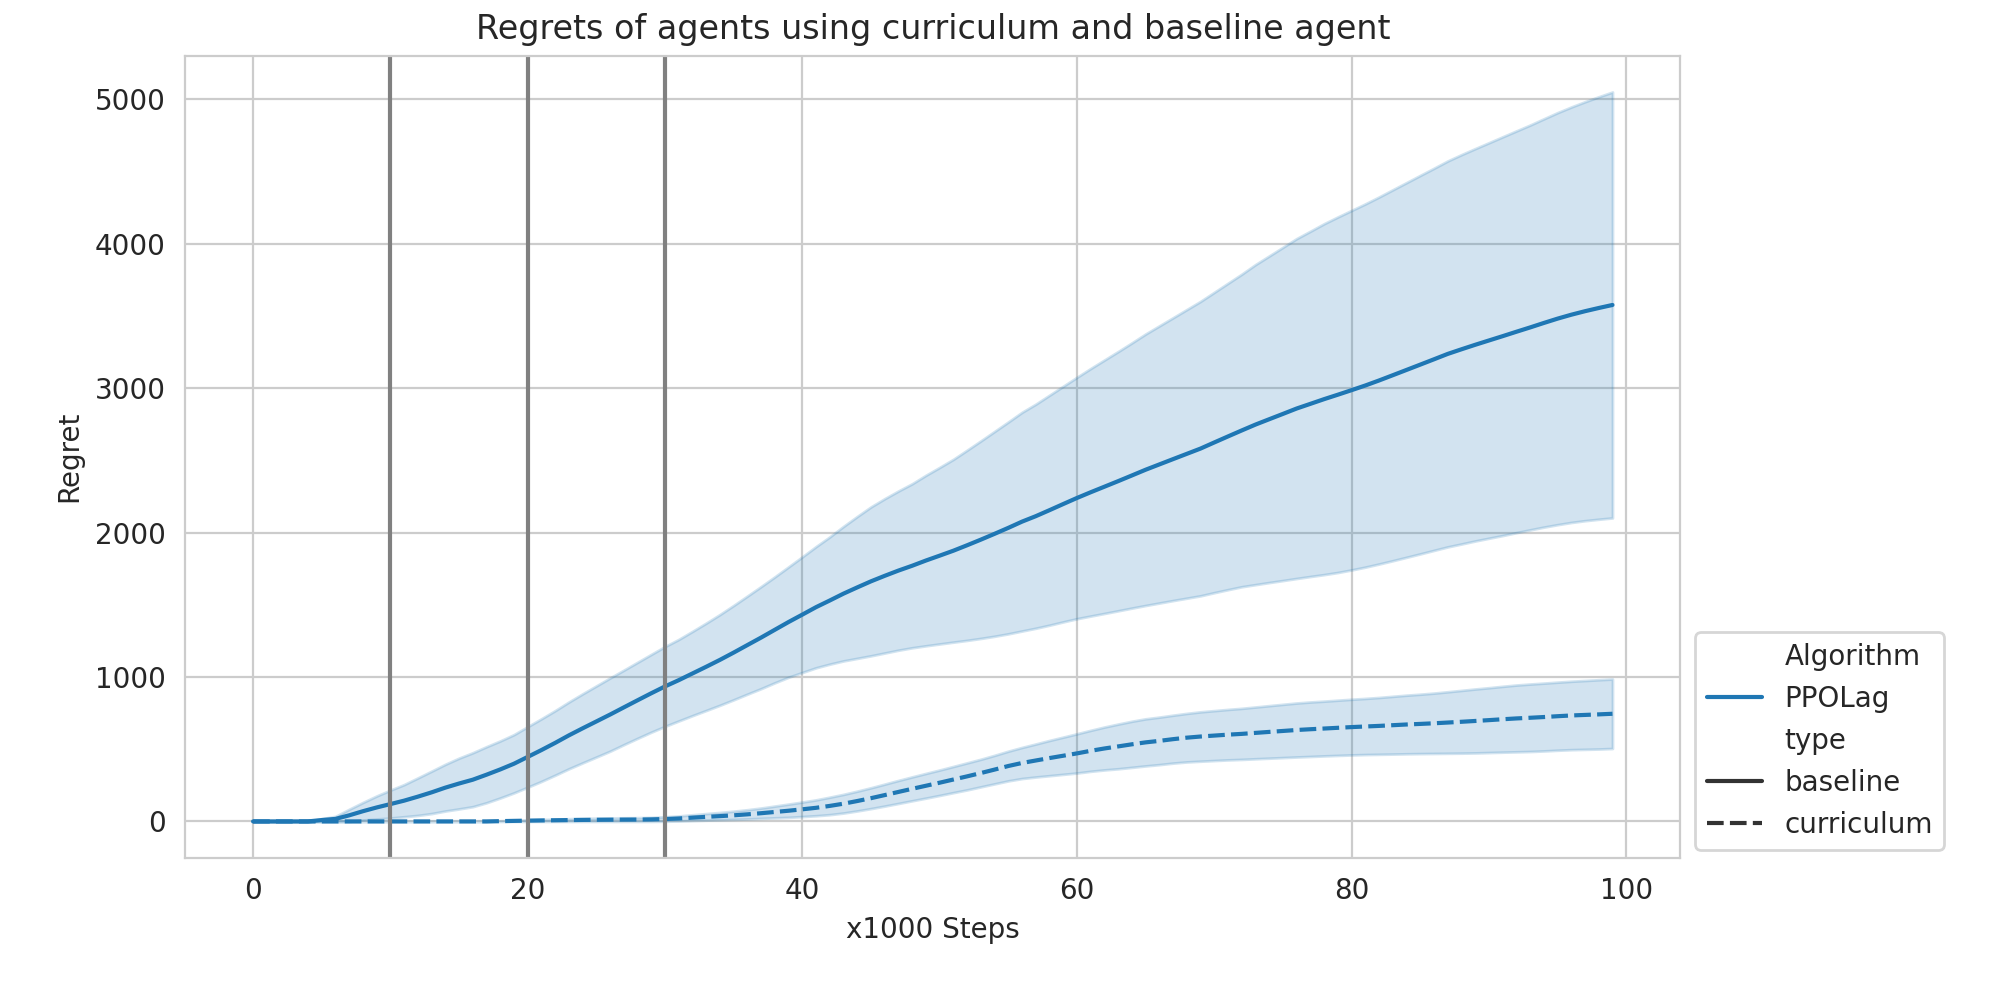 Regrets of agents using curriculum and baseline agent
5000
4000
3000
2000
1000
0
Regret
0 20 40 60 80 100
x1000 Steps
Algorithm
PPOLag
type
baseline
curriculum